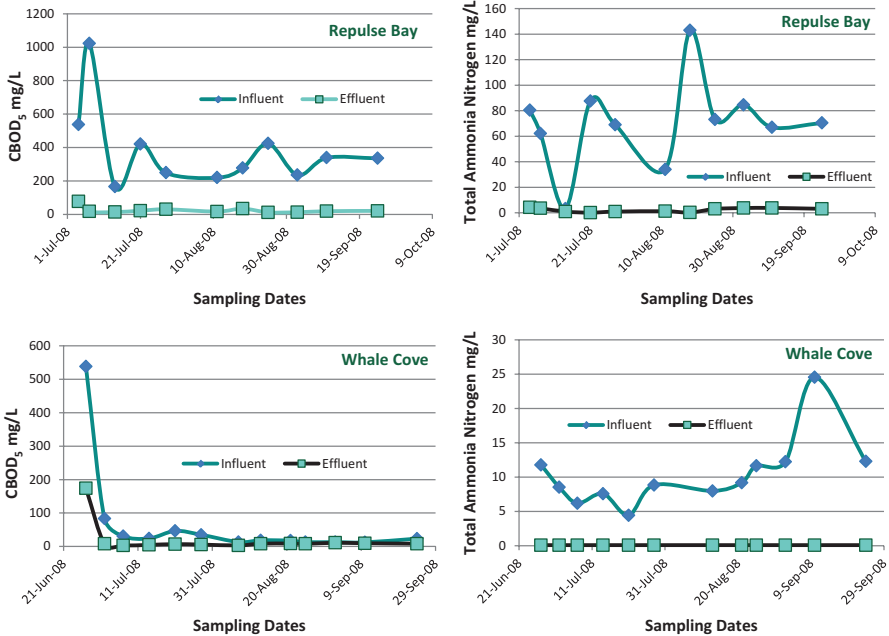 Repulse Bay
CBOD5 mg/L
1200
1000
800
600
400
200
0
Influent
Effluent
1-Jul-08
21-Jul-08
10-Aug-08
30-Aug-08
19-Sep-08
9-Oct-08
Sampling Dates
Repulse Bay
Total Ammonia Nitrogen mg/L
160
140
120
100
80
60
40
20
0
Influent
Effluent
1-Jul-08
21-Jul-08
10-Aug-08
30-Aug-08
19-Sep-08
9-Oct-08
Sampling Dates
Whale Cove
CBOD5 mg/L
600
500
400
300
200
100
0
Influent
Effluent
21-Jun-08
11-Jul-08
31-Jul-08
20-Aug-08
9-Sep-08
29-Sep-08
Sampling Dates
Whale Cove
Total Ammonia Nitrogen mg/L
30
25
20
15
10
5
0
Influent
Effluent
21-Jun-08
11-Jul-08
31-Jul-08
20-Aug-08
9-Sep-08
29-Sep-08
Sampling Dates